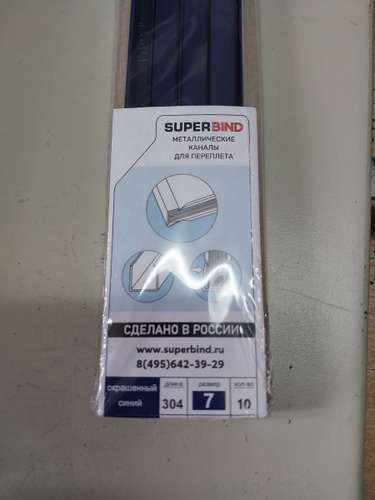 SUPERBIND
МЕТАЛЛИЧЕСКИЕ
КАНАЛЫ
ДЛЯ ПЕРЕПЛЕТА
СДЕЛАНО В РОССИИ
www.superbind.ru
8(495)642-39-29
окрашенный длина размер кол-во
синий 304 7 10